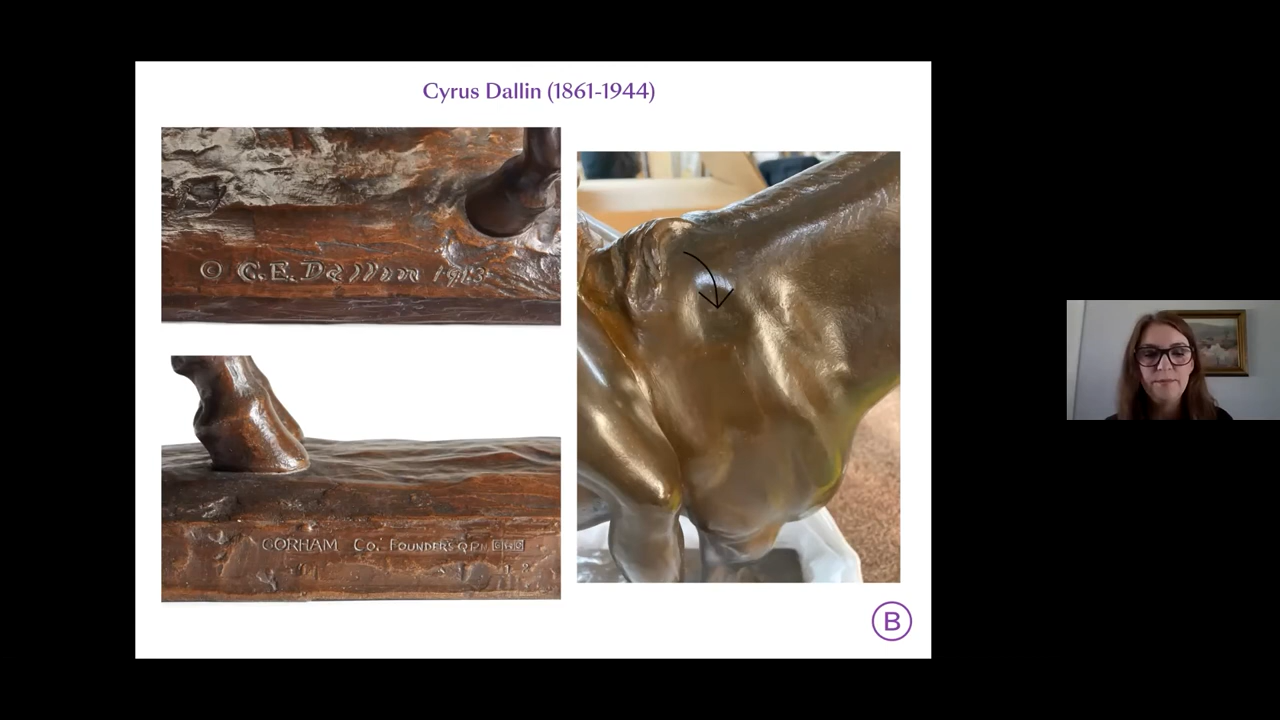 Cyrus Dallin (1861-1944)
© C.E.Dallin 1913
GORHAM Co. FOUNDERS
B